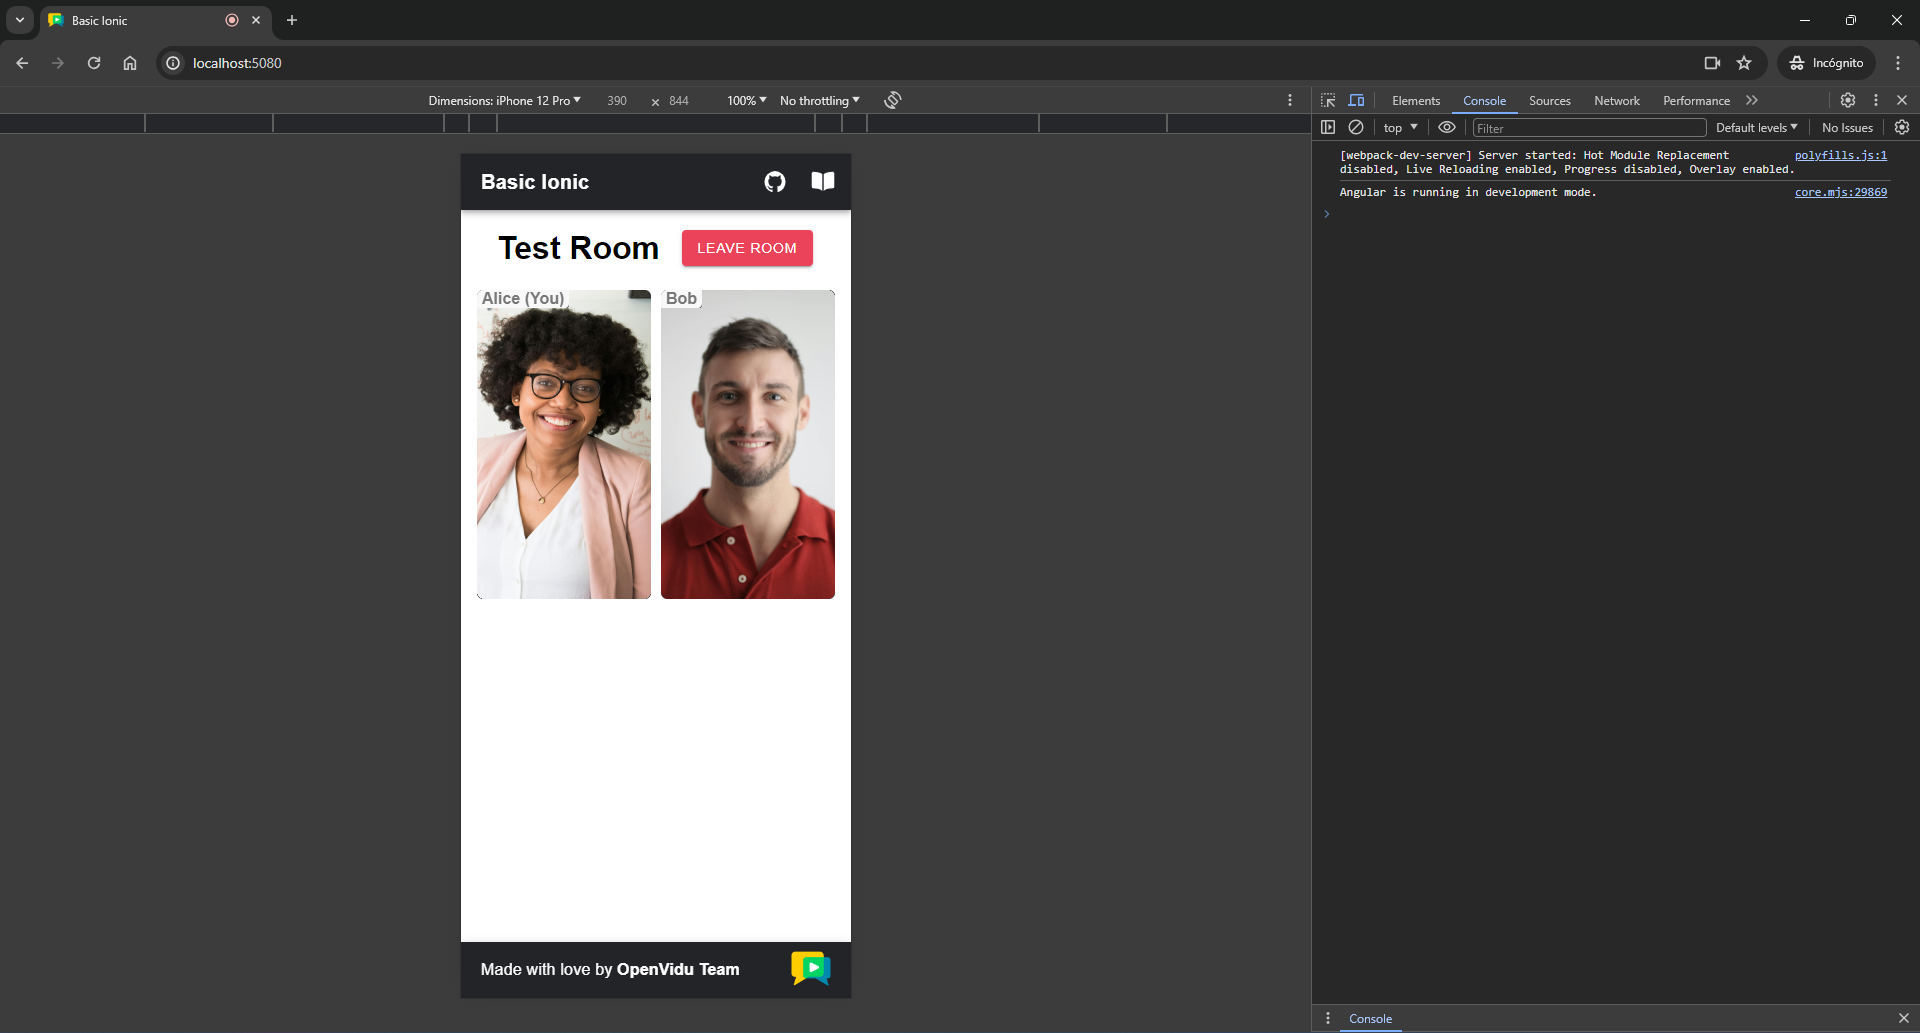 Basic Ionic
localhost:5080
Incógnito
Dimensions: iPhone 12 Pro 390 x 844 100% No throttling
Elements Console Sources Network Performance
top Filter Default levels No Issues
[webpack-dev-server] Server started: Hot Module Replacement polyfills.js:1
disabled, Live Reloading enabled, Progress disabled, Overlay enabled.
Angular is running in development mode. core.mjs:29869
Basic Ionic
Test Room LEAVE ROOM
Alice (You) Bob
Made with love by OpenVidu Team
Console